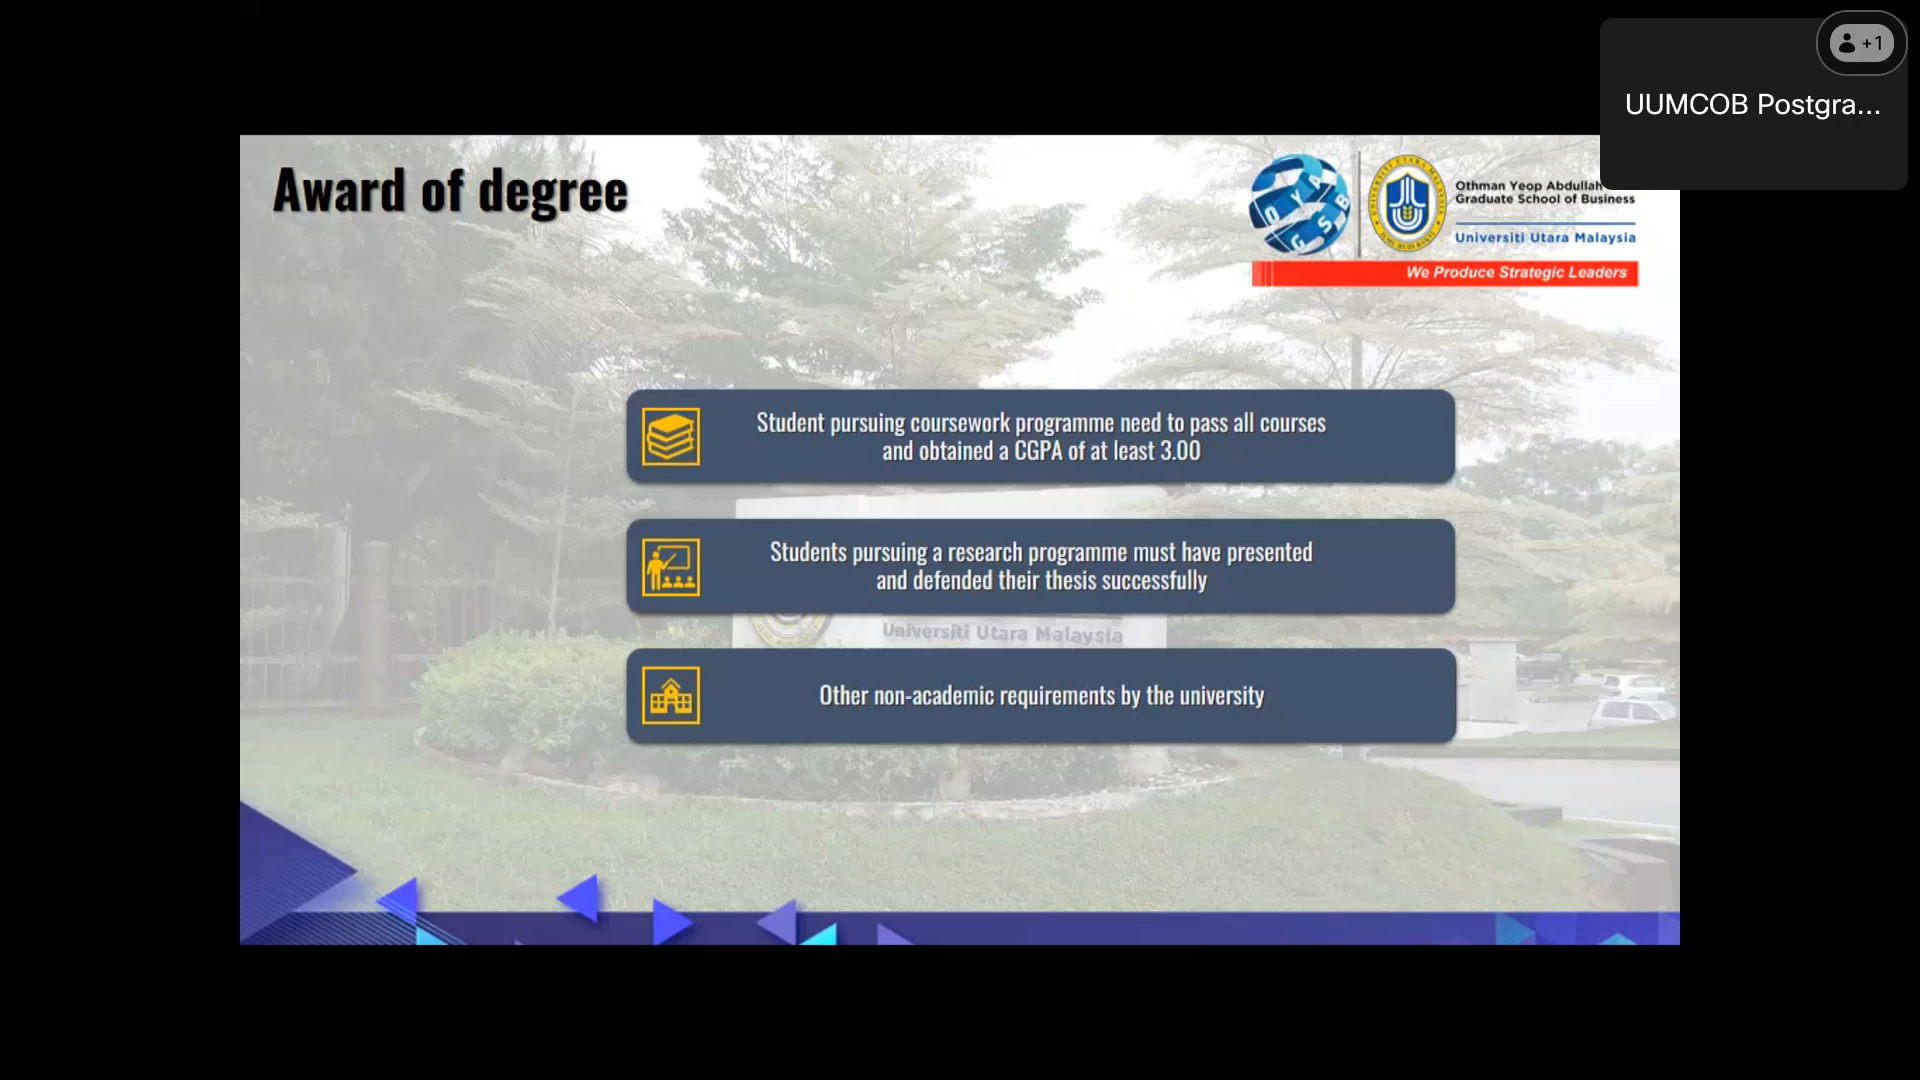 +1
UUMCOB Postgra...
Award of degree
OYA
GSB
Othman Yeop Abdullah
Graduate School of Business
Universiti Utara Malaysia
We Produce Strategic Leaders
Student pursuing coursework programme need to pass all courses
and obtained a CGPA of at least 3.00
Students pursuing a research programme must have presented
and defended their thesis successfully
Universiti Utara Malaysia
Other non-academic requirements by the university